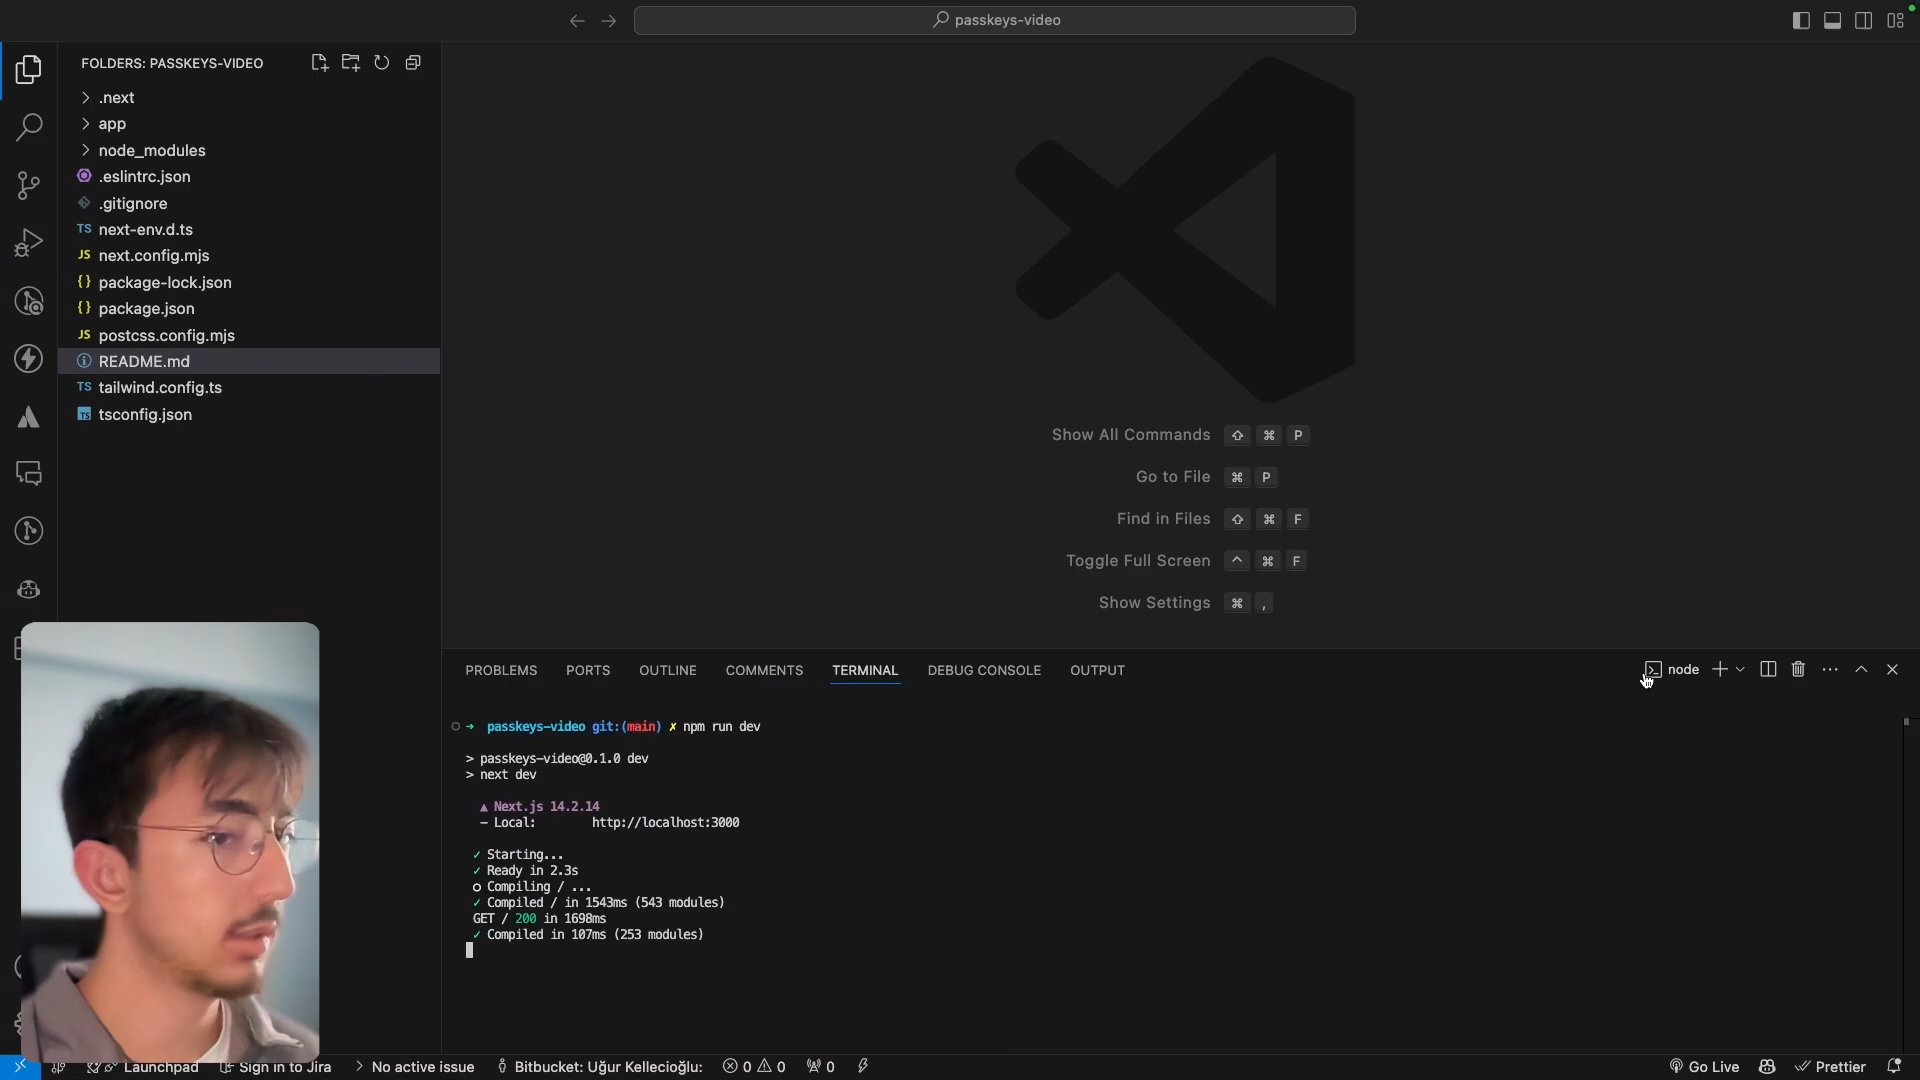 passkeys-video
FOLDERS: PASSKEYS-VIDEO
.next
app
node_modules
.eslintrc.json
.gitignore
TS next-env.d.ts
JS next.config.mjs
{} package-lock.json
{} package.json
JS postcss.config.mjs
README.md
TS tailwind.config.ts
TS tsconfig.json
Show All Commands ⇧ ⌘ P
Go to File ⌘ P
Find in Files ⇧ ⌘ F
Toggle Full Screen ^ ⌘ F
Show Settings ⌘ ,
PROBLEMS PORTS OUTLINE COMMENTS TERMINAL DEBUG CONSOLE OUTPUT
node
➜ passkeys-video git:(main) ✗ npm run dev
> passkeys-video@0.1.0 dev
> next dev
▲ Next.js 14.2.14
- Local: http://localhost:3000
✓ Starting...
✓ Ready in 2.3s
○ Compiling / ...
✓ Compiled / in 1543ms (543 modules)
GET / 200 in 1698ms
✓ Compiled in 107ms (253 modules)
Launchpad Sign in to Jira > No active issue Bitbucket: Uğur Kellecioğlu: 0 0 0 Go Live Prettier